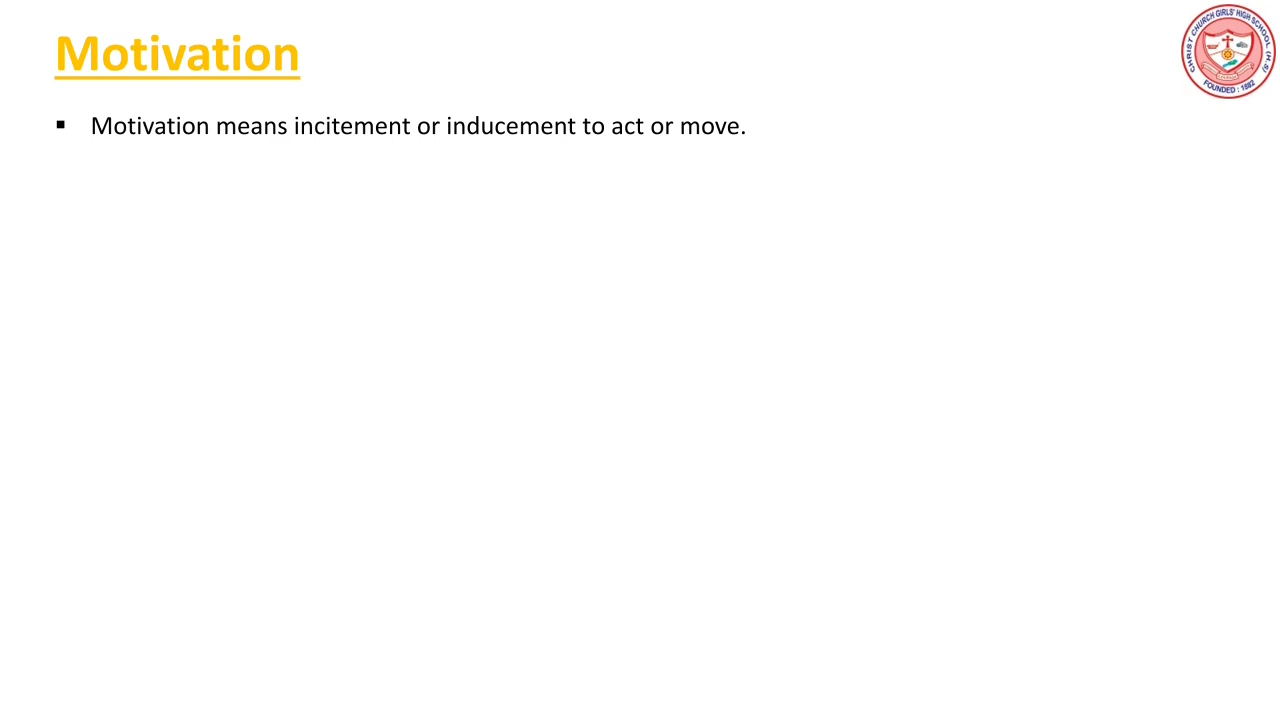 Motivation
CHRIST CHURCH GIRLS' HIGH SCHOOL (H.S)
▪ Motivation means incitement or inducement to act or move.
FOUNDED : 1882